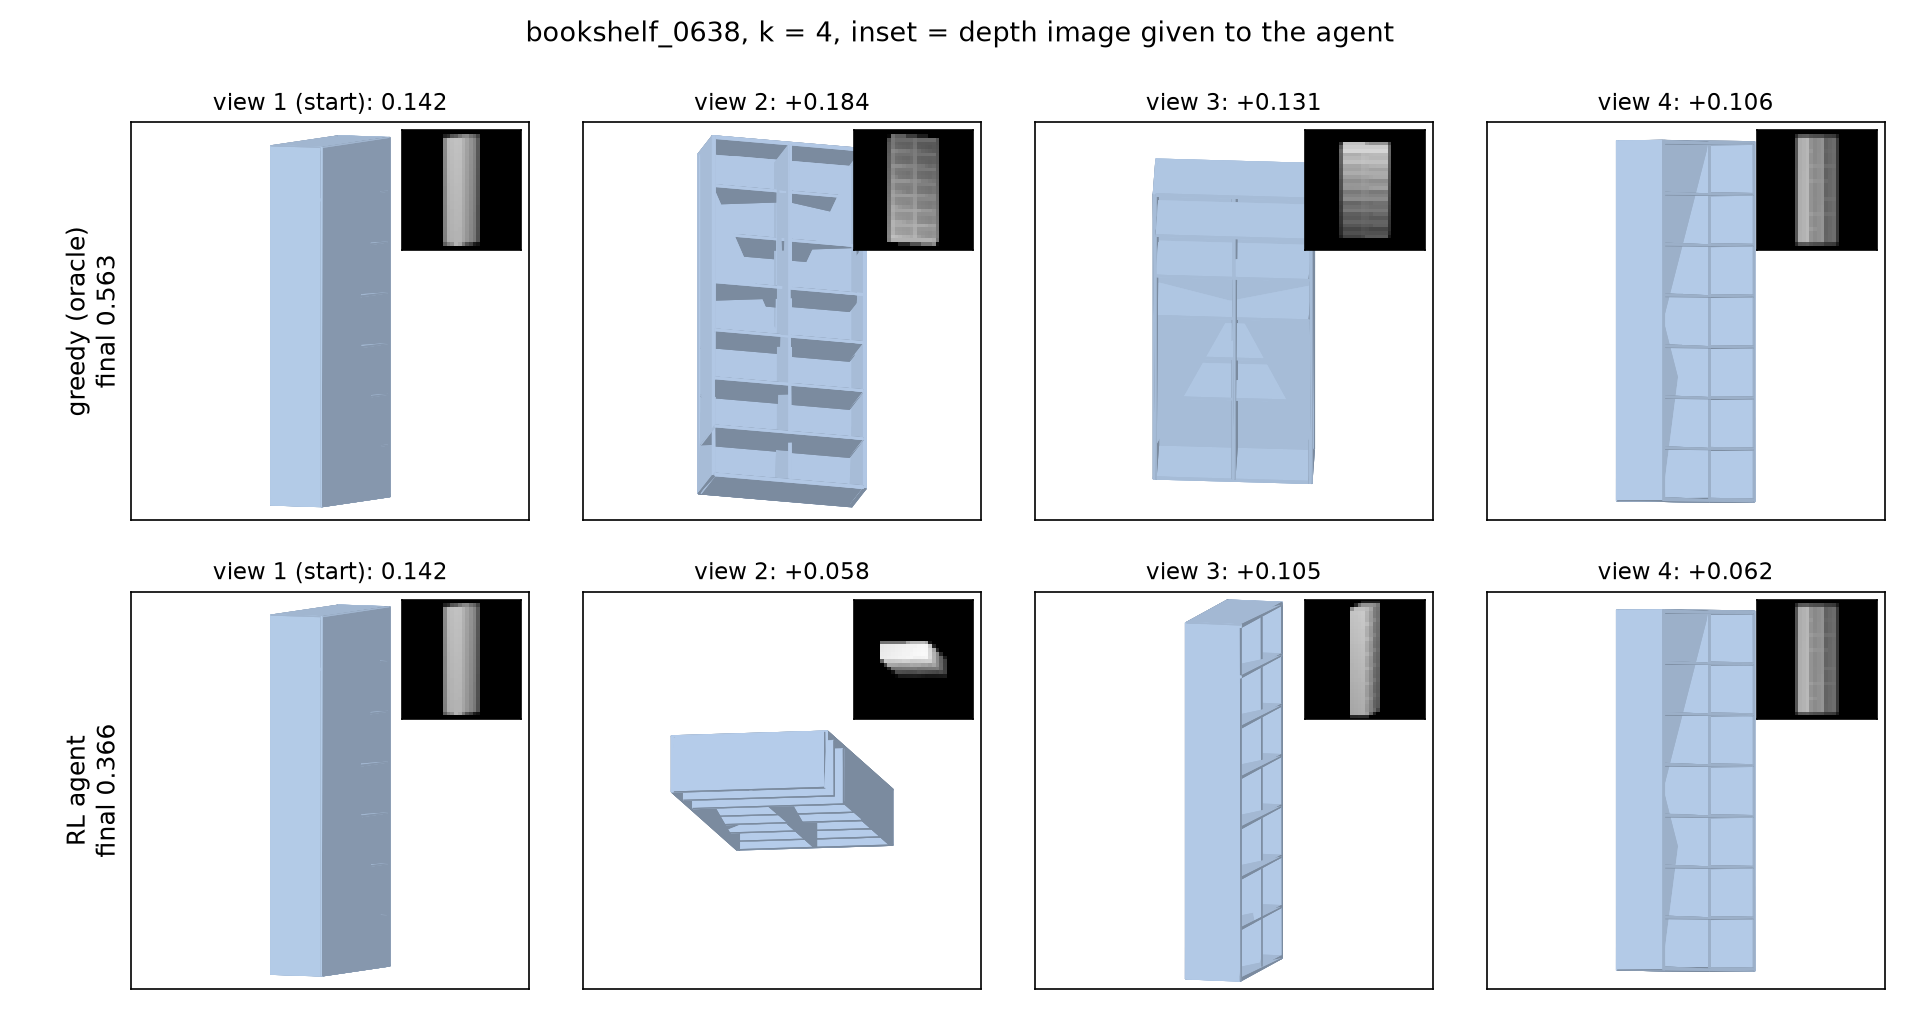 bookshelf_0638, k = 4, inset = depth image given to the agent
greedy (oracle)
final 0.563
view 1 (start): 0.142
view 2: +0.184
view 3: +0.131
view 4: +0.106
RL agent
final 0.366
view 1 (start): 0.142
view 2: +0.058
view 3: +0.105
view 4: +0.062